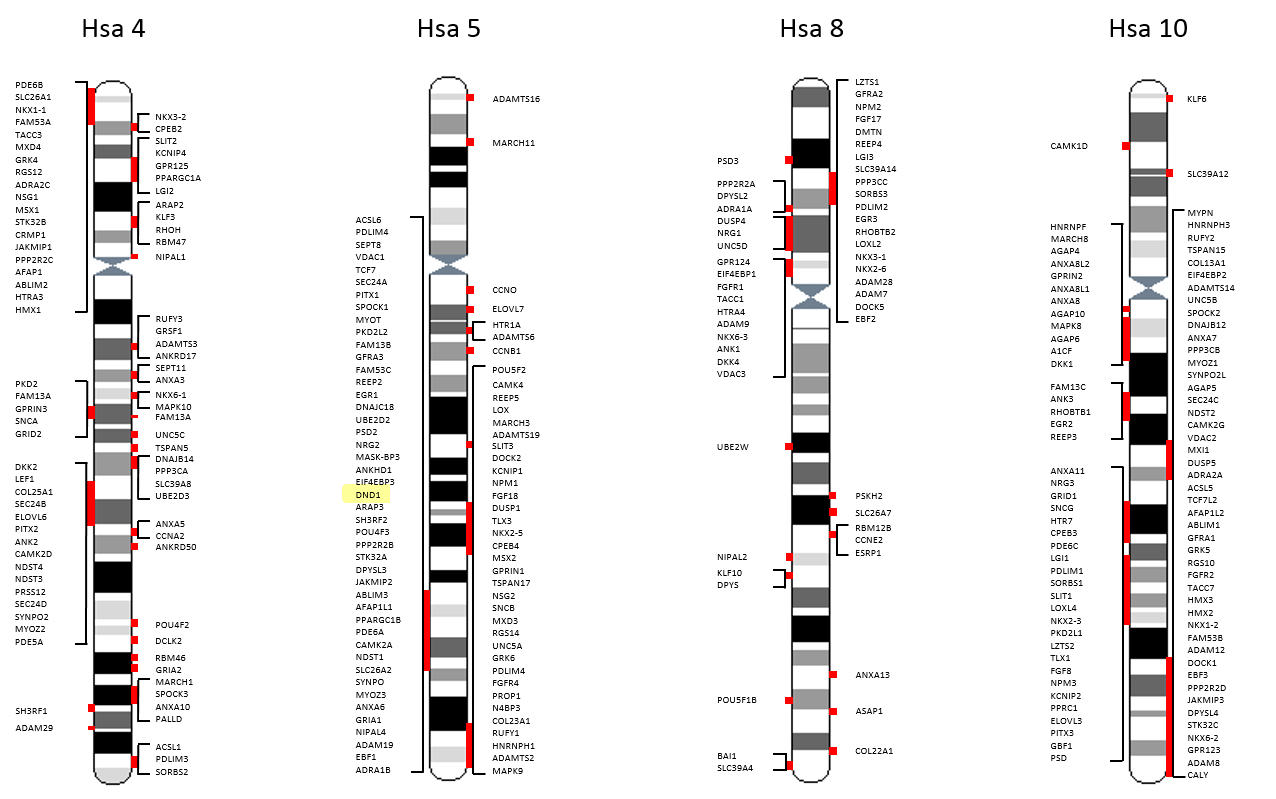 Hsa 4
PDE6B
SLC26A1
NKX1-1
FAM53A
TACC3
MXD4
GRK4
RGS12
ADRA2C
NSG1
MSX1
STK32B
CRMP1
JAKMIP1
PPP2R2C
AFAP1
ABLIM2
HTRA3
HMX1
PKD2
FAM13A
GPRIN3
SNCA
GRID2
DKK2
LEF1
COL25A1
SEC24B
ELOVL6
PITX2
ANK2
CAMK2D
NDST4
NDST3
PRSS12
SEC24D
SYNPO2
MYOZ2
PDE5A
SH3RF1
ADAM29
NKX3-2
CPEB2
SLIT2
KCNIP4
GPR125
PPARGC1A
LGI2
ARAP2
KLF3
RHOH
RBM47
NIPAL1
RUFY3
GRSF1
ADAMTS3
ANKRD17
SEPT11
ANXA3
NKX6-1
MAPK10
FAM13A
UNC5C
TSPAN5
DNAJB14
PPP3CA
SLC39A8
UBE2D3
ANXA5
CCNA2
ANKRD50
POU4F2
DCLK2
RBM46
GRIA2
MARCH1
SPOCK3
ANXA10
PALLD
ACSL1
PDLIM3
SORBS2
Hsa 5
ACSL6
PDLIM4
SEPT8
VDAC1
TCF7
SEC24A
PITX1
SPOCK1
MYOT
PKD2L2
FAM13B
GFRA3
FAM53C
REEP2
EGR1
DNAJC18
UBE2D2
PSD2
NRG2
MASK-BP3
ANKHD1
EIF4EBP3
DND1
ARAP3
SH3RF2
POU4F3
PPP2R2B
STK32A
DPYSL3
JAKMIP2
ABLIM3
AFAP1L1
PPARGC1B
PDE6A
CAMK2A
NDST1
SLC26A2
SYNPO
MYOZ3
ANXA6
GRIA1
NIPAL4
ADAM19
EBF1
ADRA1B
ADAMTS16
MARCH11
CCNO
ELOVL7
HTR1A
ADAMTS6
CCNB1
POU5F2
CAMK4
REEP5
LOX
MARCH3
ADAMTS19
SLIT3
DOCK2
KCNIP1
NPM1
FGF18
DUSP1
TLX3
NKX2-5
CPEB4
MSX2
GPRIN1
TSPAN17
NSG2
SNCB
MXD3
RGS14
UNC5A
GRK6
PDLIM4
FGFR4
PROP1
N4BP3
COL23A1
RUFY1
HNRNPH1
ADAMTS2
MAPK9
Hsa 8
PSD3
PPP2R2A
DPYSL2
ADRA1A
DUSP4
NRG1
UNC5D
GPR124
EIF4EBP1
FGFR1
TACC1
HTRA4
ADAM9
NKX6-3
ANK1
DKK4
VDAC3
UBE2W
NIPAL2
KLF10
DPYS
POU5F1B
BAI1
SLC39A4
LZTS1
GFRA2
NPM2
FGF17
DMTN
REEP4
LGI3
SLC39A14
PPP3CC
SORBS3
PDLIM2
EGR3
RHOBTB2
LOXL2
NKX3-1
NKX2-6
ADAM28
ADAM7
DOCK5
EBF2
PSKH2
SLC26A7
RBM12B
CCNE2
ESRP1
ANXA13
ASAP1
COL22A1
Hsa 10
CAMK1D
HNRNPF
MARCH8
AGAP4
ANXA8L2
GPRIN2
ANXA8L1
ANXA8
AGAP10
MAPK8
AGAP6
A1CF
DKK1
FAM13C
ANK3
RHOBTB1
EGR2
REEP3
ANXA11
NRG3
GRID1
SNCG
HTR7
CPEB3
PDE6C
LGI1
PDLIM1
SORBS1
SLIT1
LOXL4
NKX2-3
PKD2L1
LZTS2
TLX1
FGF8
NPM3
KCNIP2
PPRC1
ELOVL3
PITX3
GBF1
PSD
KLF6
SLC39A12
MYPN
HNRNPH3
RUFY2
TSPAN15
COL13A1
EIF4EBP2
ADAMTS14
UNC5B
SPOCK2
DNAJB12
ANXA7
PPP3CB
MYOZ1
SYNPO2L
AGAP5
SEC24C
NDST2
CAMK2G
VDAC2
MXI1
DUSP5
ADRA2A
ACSL5
TCF7L2
AFAP1L2
ABLIM1
GFRA1
GRK5
RGS10
FGFR2
TACC7
HMX3
HMX2
NKX1-2
FAM53B
ADAM12
DOCK1
EBF3
PPP2R2D
JAKMIP3
DPYSL4
STK32C
NKX6-2
GPR123
ADAM8
CALY